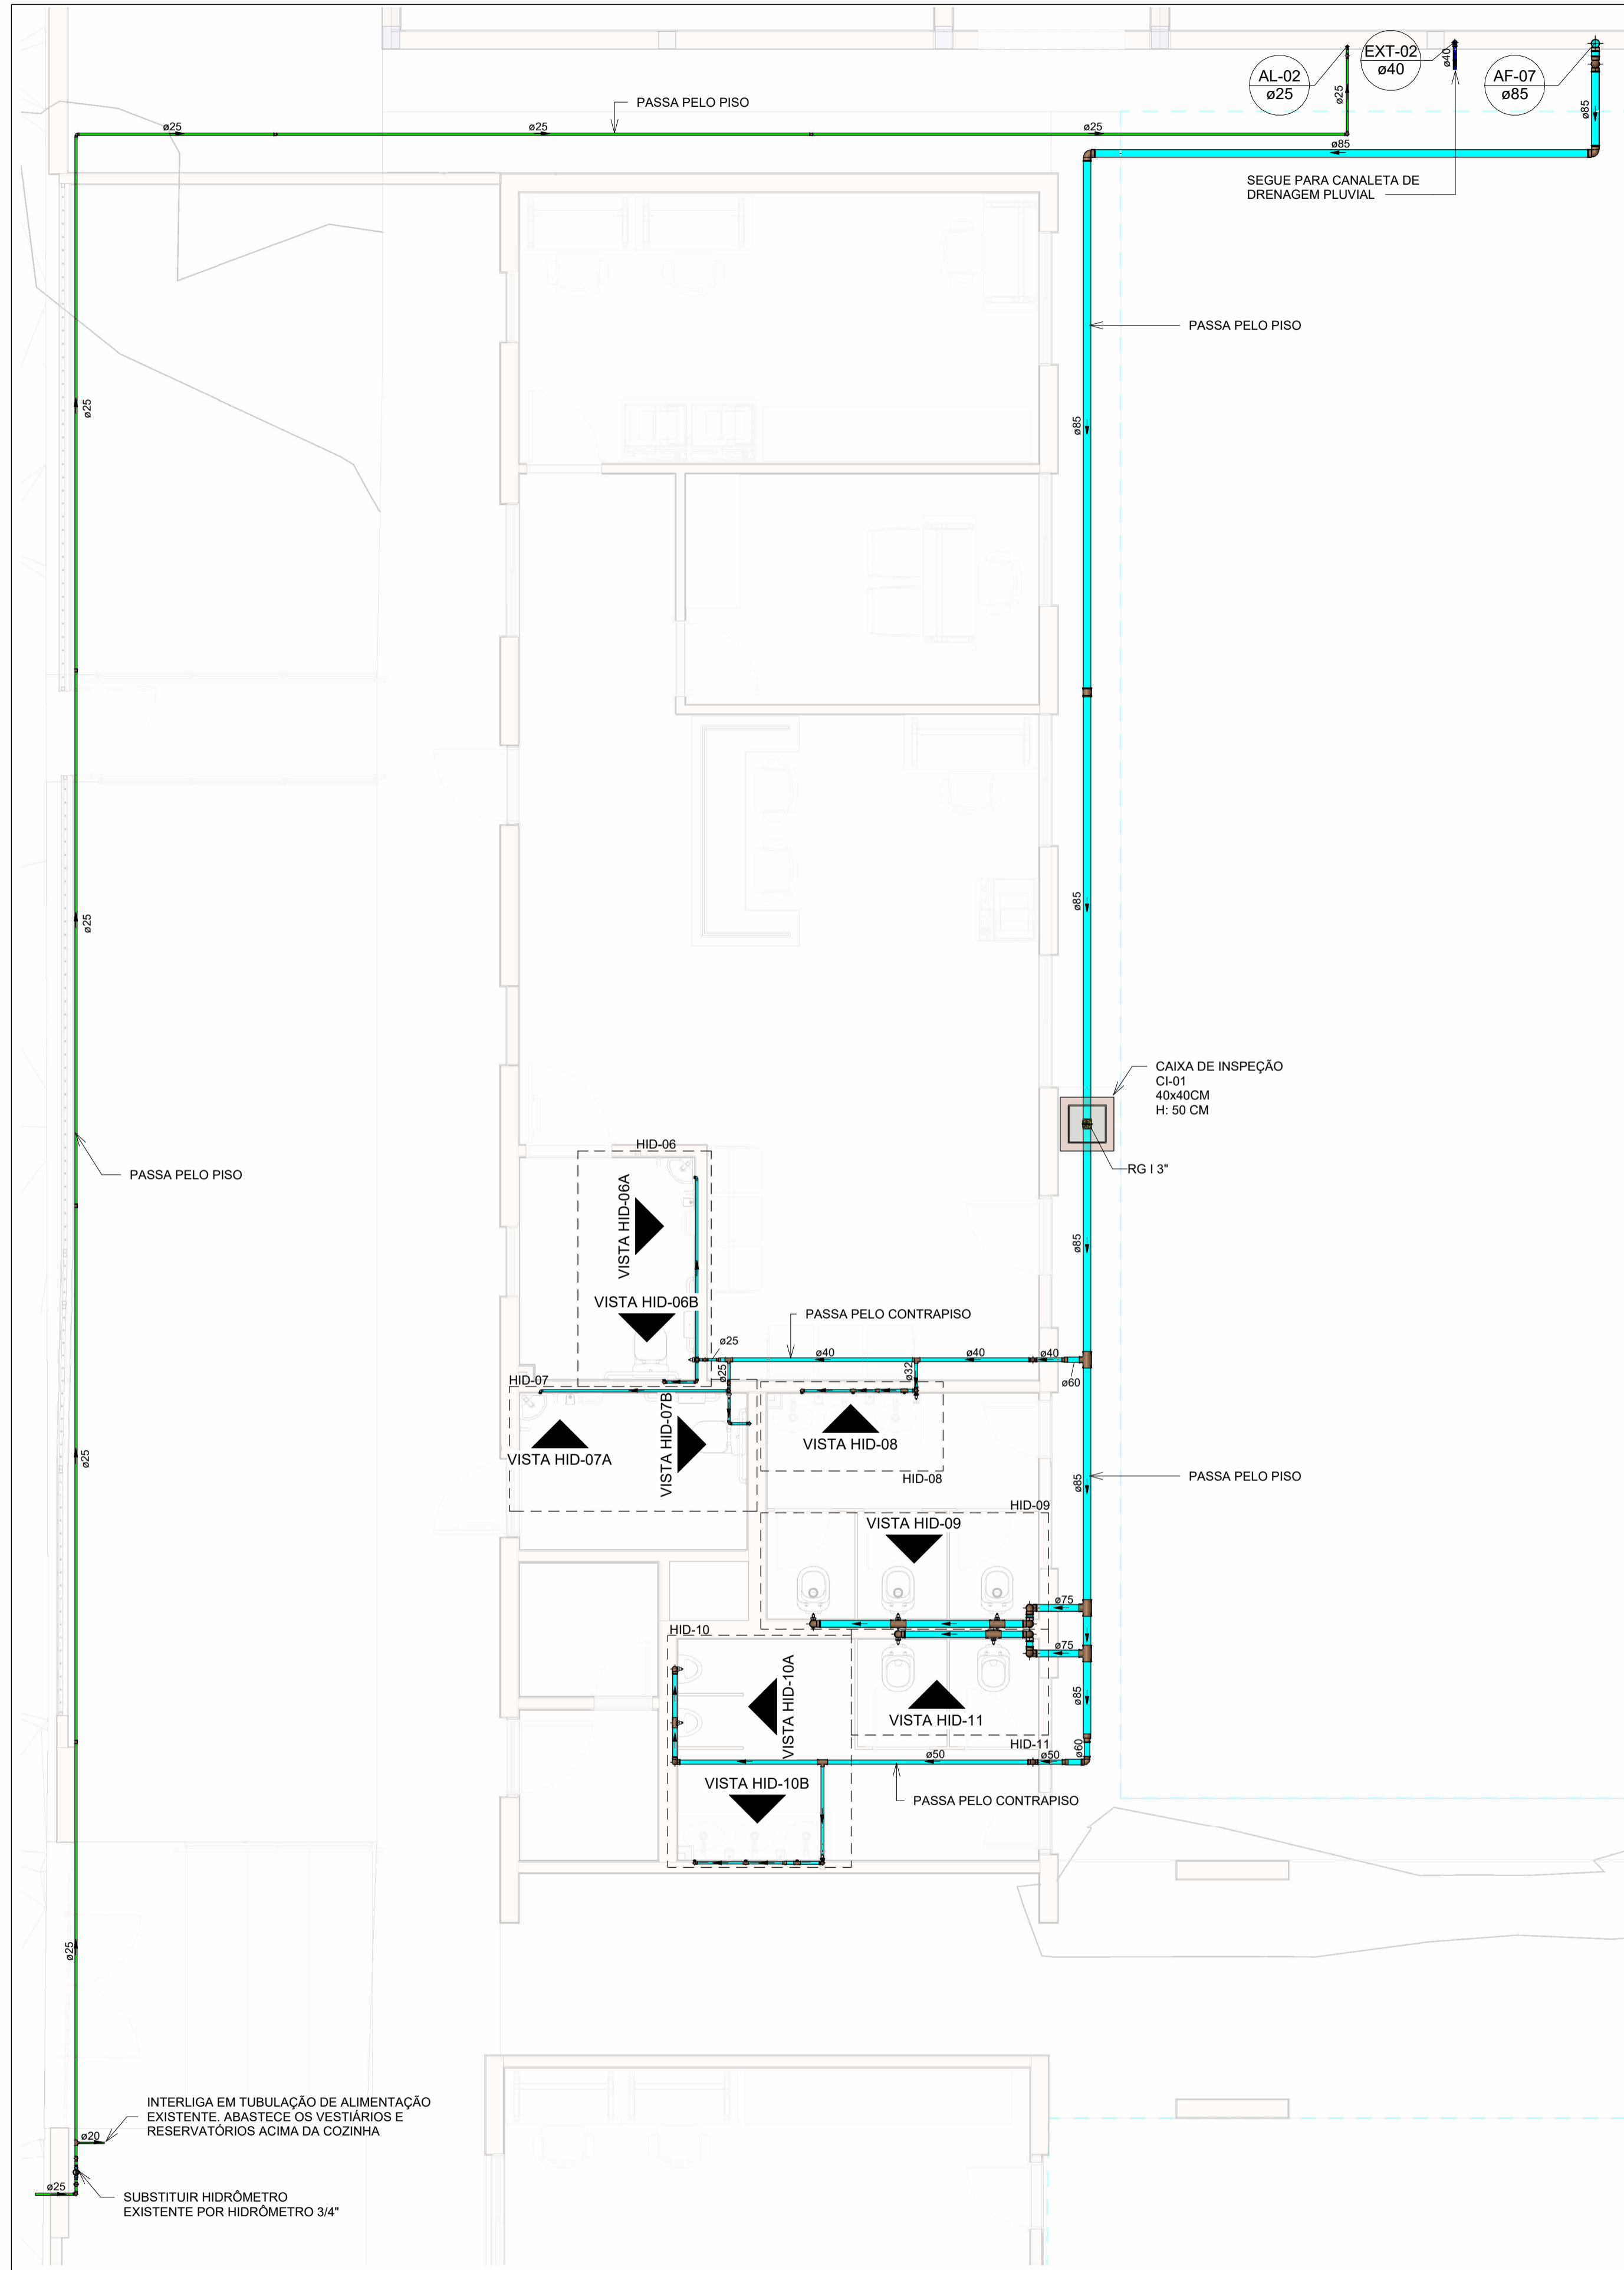 AL-02
ø25
EXT-02
ø40
ø40
AF-07
ø85
ø25
ø85
PASSA PELO PISO
ø25
ø25
ø25
ø85
SEGUE PARA CANALETA DE
DRENAGEM PLUVIAL
PASSA PELO PISO
ø25
ø85
ø25
ø85
CAIXA DE INSPEÇÃO
CI-01
40x40CM
H: 50 CM
RG I 3"
PASSA PELO PISO
HID-06
VISTA HID-06A
VISTA HID-06B
ø85
PASSA PELO CONTRAPISO
ø25
ø40
ø40
ø40
ø60
ø25
ø32
HID-07
VISTA HID-07A
VISTA HID-07B
VISTA HID-08
HID-08
ø25
ø85
PASSA PELO PISO
HID-09
VISTA HID-09
ø75
HID-10
ø75
VISTA HID-10A
ø85
VISTA HID-11
HID-11
ø50
ø50
ø60
VISTA HID-10B
PASSA PELO CONTRAPISO
ø25
INTERLIGA EM TUBULAÇÃO DE ALIMENTAÇÃO
EXISTENTE. ABASTECE OS VESTIÁRIOS E
RESERVATÓRIOS ACIMA DA COZINHA
ø20
ø25
SUBSTITUIR HIDRÔMETRO
EXISTENTE POR HIDRÔMETRO 3/4"